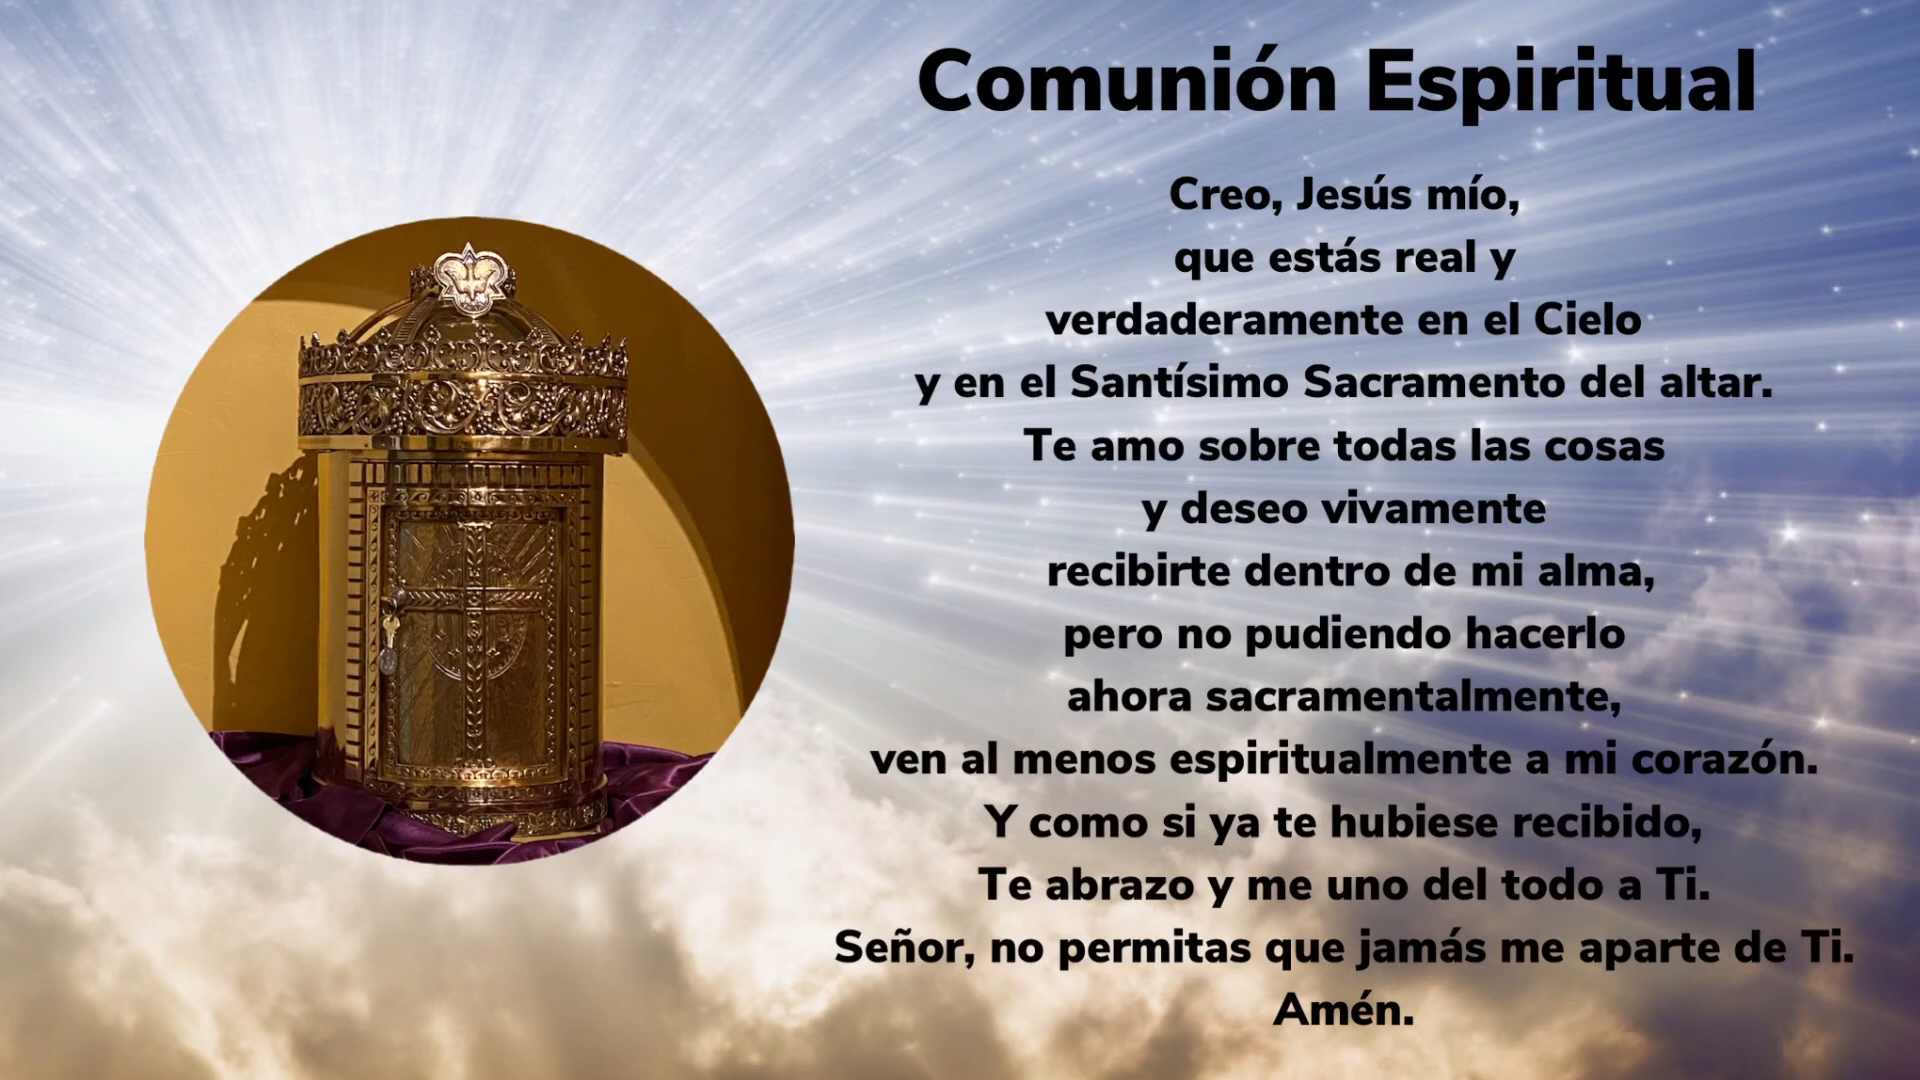 Comunión Espiritual
Creo, Jesús mío,
que estás real y
verdaderamente en el Cielo
y en el Santísimo Sacramento del altar.
Te amo sobre todas las cosas
y deseo vivamente
recibirte dentro de mi alma,
pero no pudiendo hacerlo
ahora sacramentalmente,
ven al menos espiritualmente a mi corazón.
Y como si ya te hubiese recibido,
Te abrazo y me uno del todo a Ti.
Señor, no permitas que jamás me aparte de Ti.
Amén.